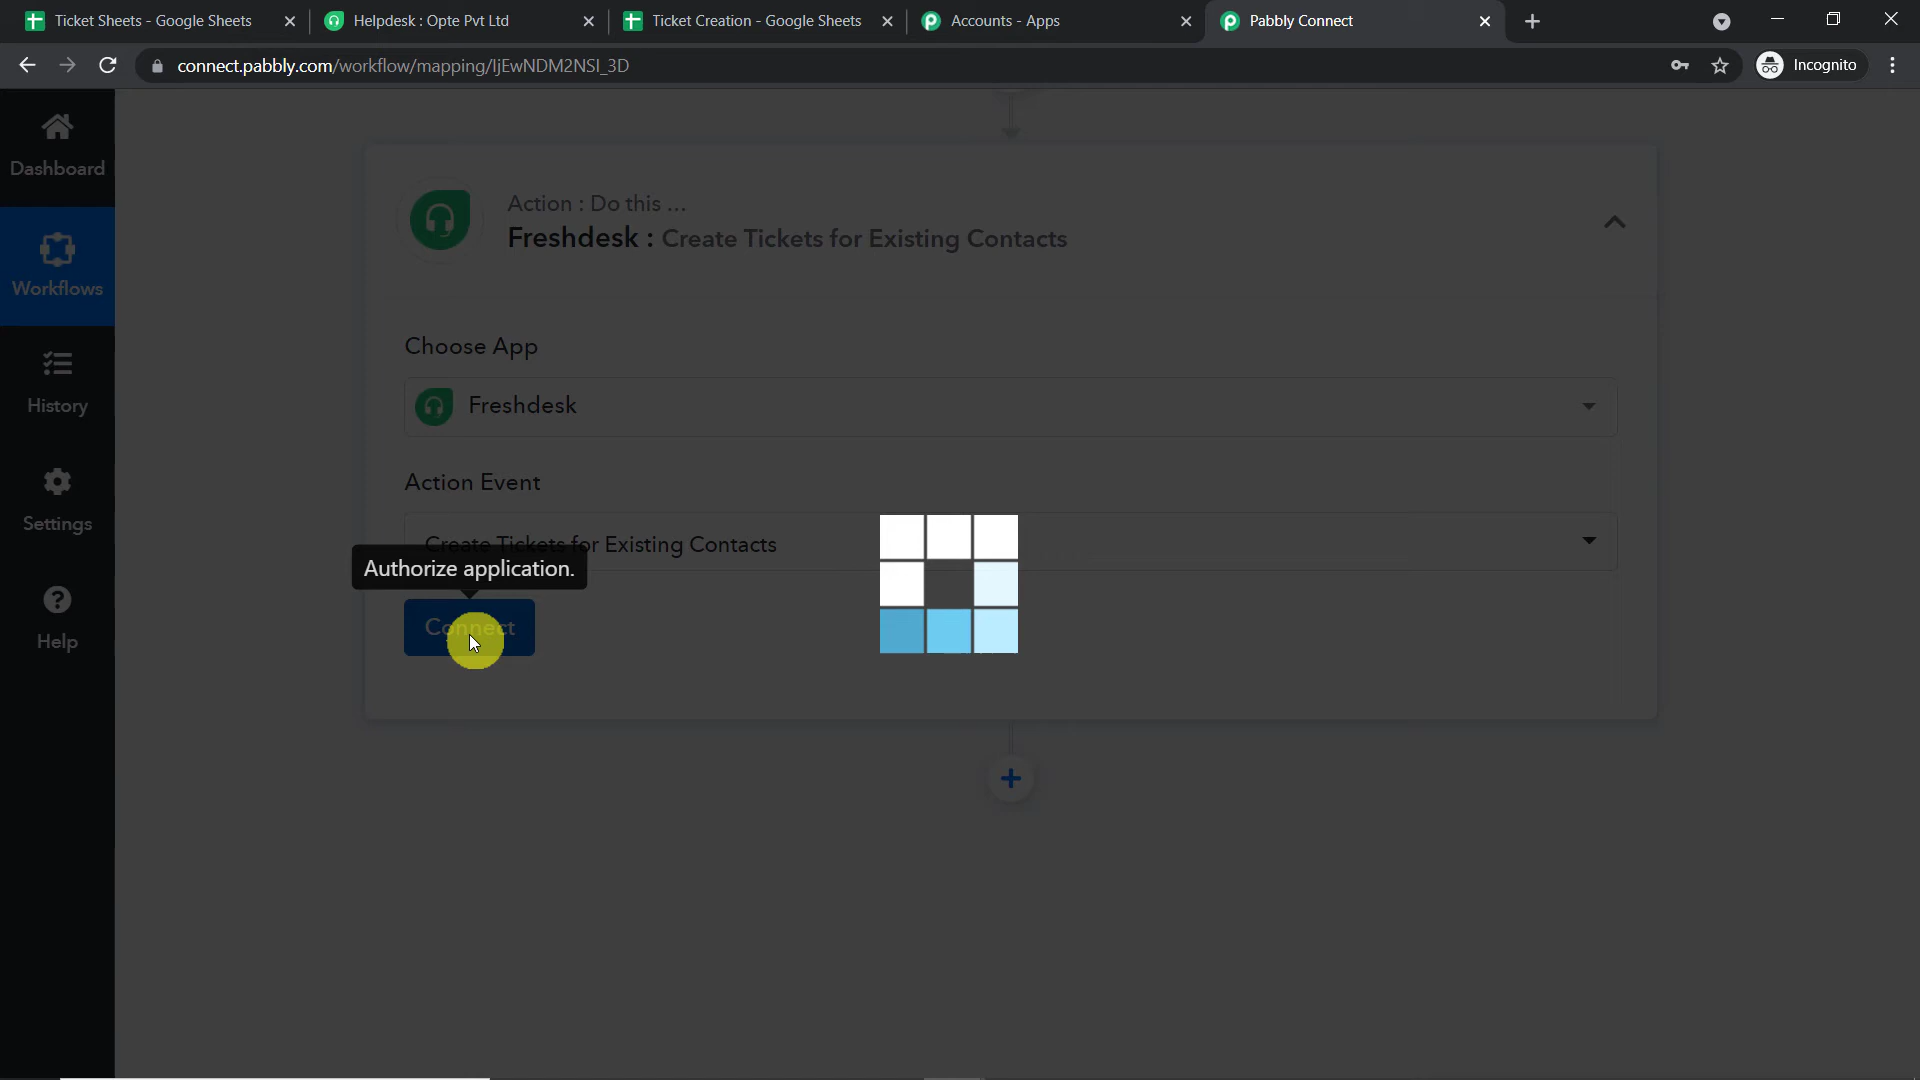 Ticket Sheets - Google Sheets
Helpdesk : Opte Pvt Ltd
Ticket Creation - Google Sheets
Accounts - Apps
Pabbly Connect
connect.pabbly.com/workflow/mapping/IjEwNDM2NSI_3D
Incognito
Dashboard
Workflows
History
Settings
Help
Action : Do this ...
Freshdesk : Create Tickets for Existing Contacts
Choose App
Freshdesk
Action Event
Create Tickets for Existing Contacts
Authorize application.
Connect